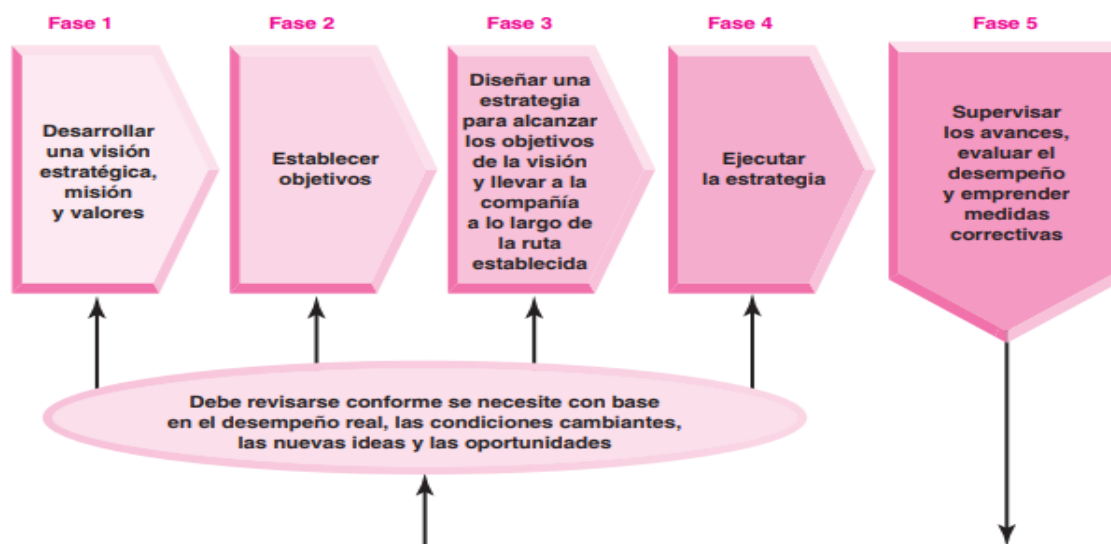 Fase 1
Desarrollar
una visión
estratégica,
misión
y valores
Fase 2
Establecer
objetivos
Fase 3
Diseñar una
estrategia
para alcanzar
los objetivos
de la visión
y llevar a la
compañía
a lo largo de
la ruta
establecida
Fase 4
Ejecutar
la estrategia
Fase 5
Supervisar
los avances,
evaluar el
desempeño
y emprender
medidas
correctivas
Debe revisarse conforme se necesite con base
en el desempeño real, las condiciones cambiantes,
las nuevas ideas y las oportunidades